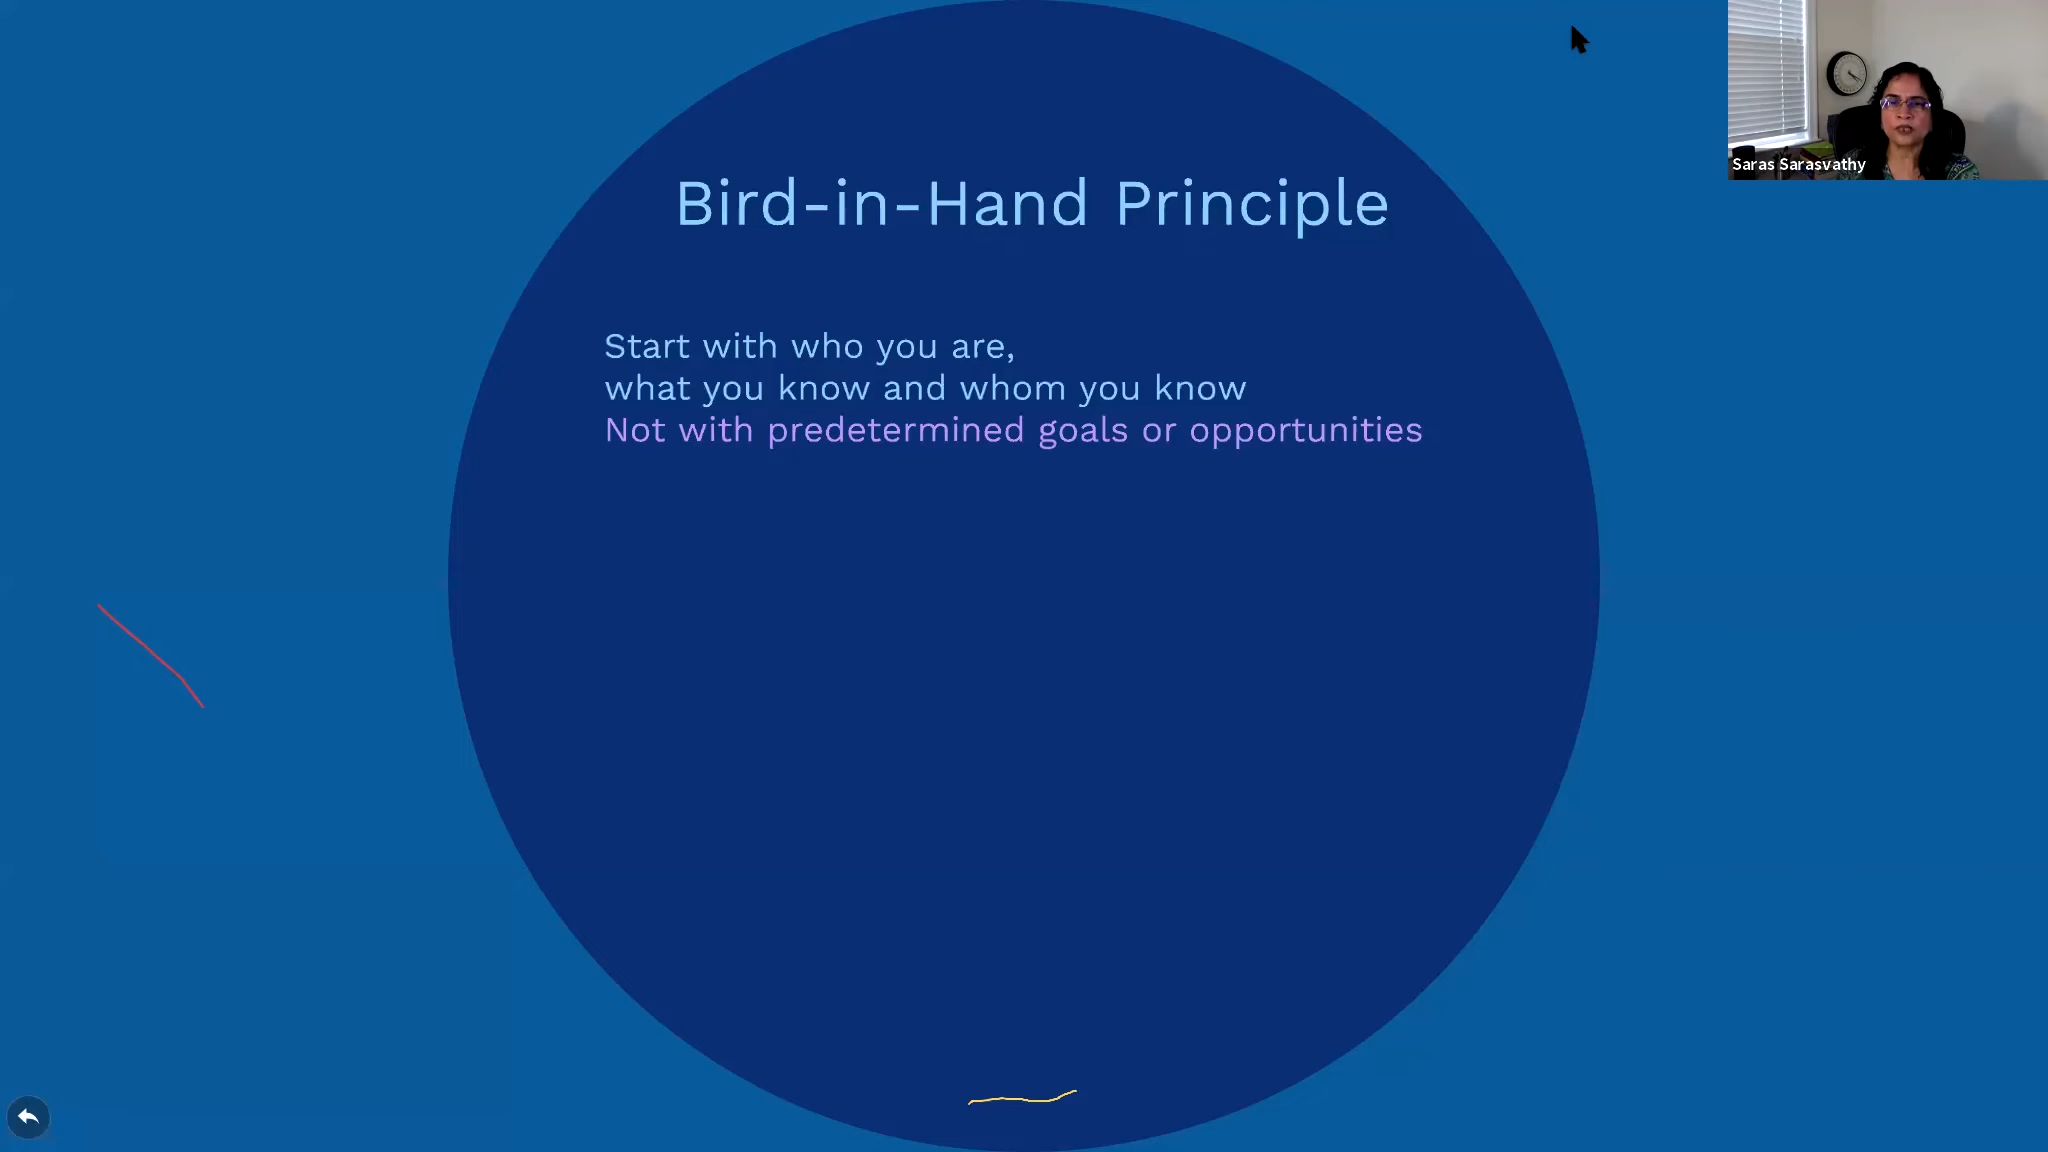 Bird-in-Hand Principle
Start with who you are,
what you know and whom you know
Not with predetermined goals or opportunities
Saras Sarasvathy